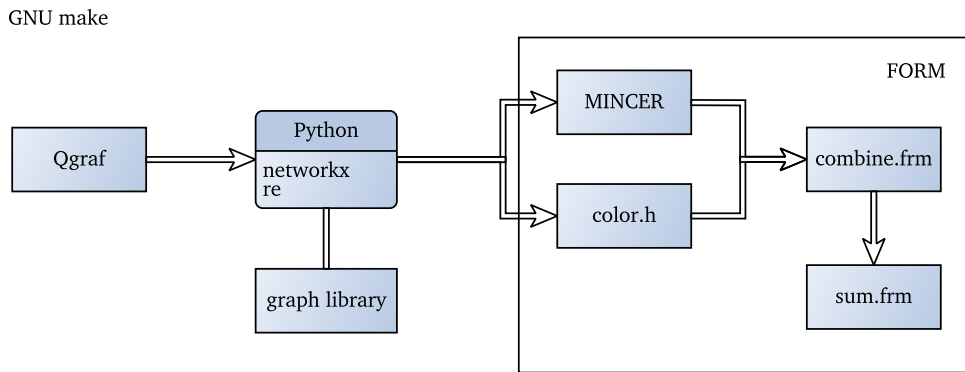 GNU make
FORM
Qgraf
Python
networkx
re
graph library
MINCER
color.h
combine.frm
sum.frm